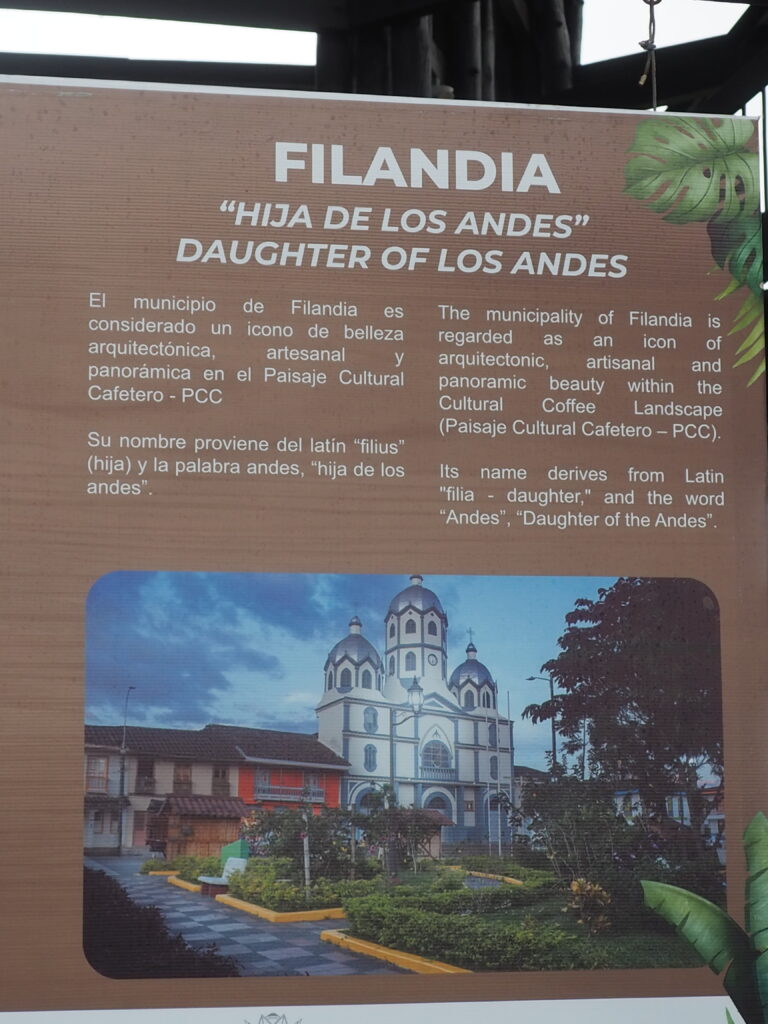 FILANDIA
“HIJA DE LOS ANDES”
DAUGHTER OF LOS ANDES
El municipio de Filandia es
considerado un icono de belleza
arquitectónica, artesanal y
panorámica en el Paisaje Cultural
Cafetero - PCC
Su nombre proviene del latín “filius”
(hija) y la palabra andes, “hija de los
andes”.
The municipality of Filandia is
regarded as an icon of
arquitectonic, artisanal and
panoramic beauty within the
Cultural Coffee Landscape
(Paisaje Cultural Cafetero – PCC).
Its name derives from Latin
"filia - daughter," and the word
“Andes”, “Daughter of the Andes”.